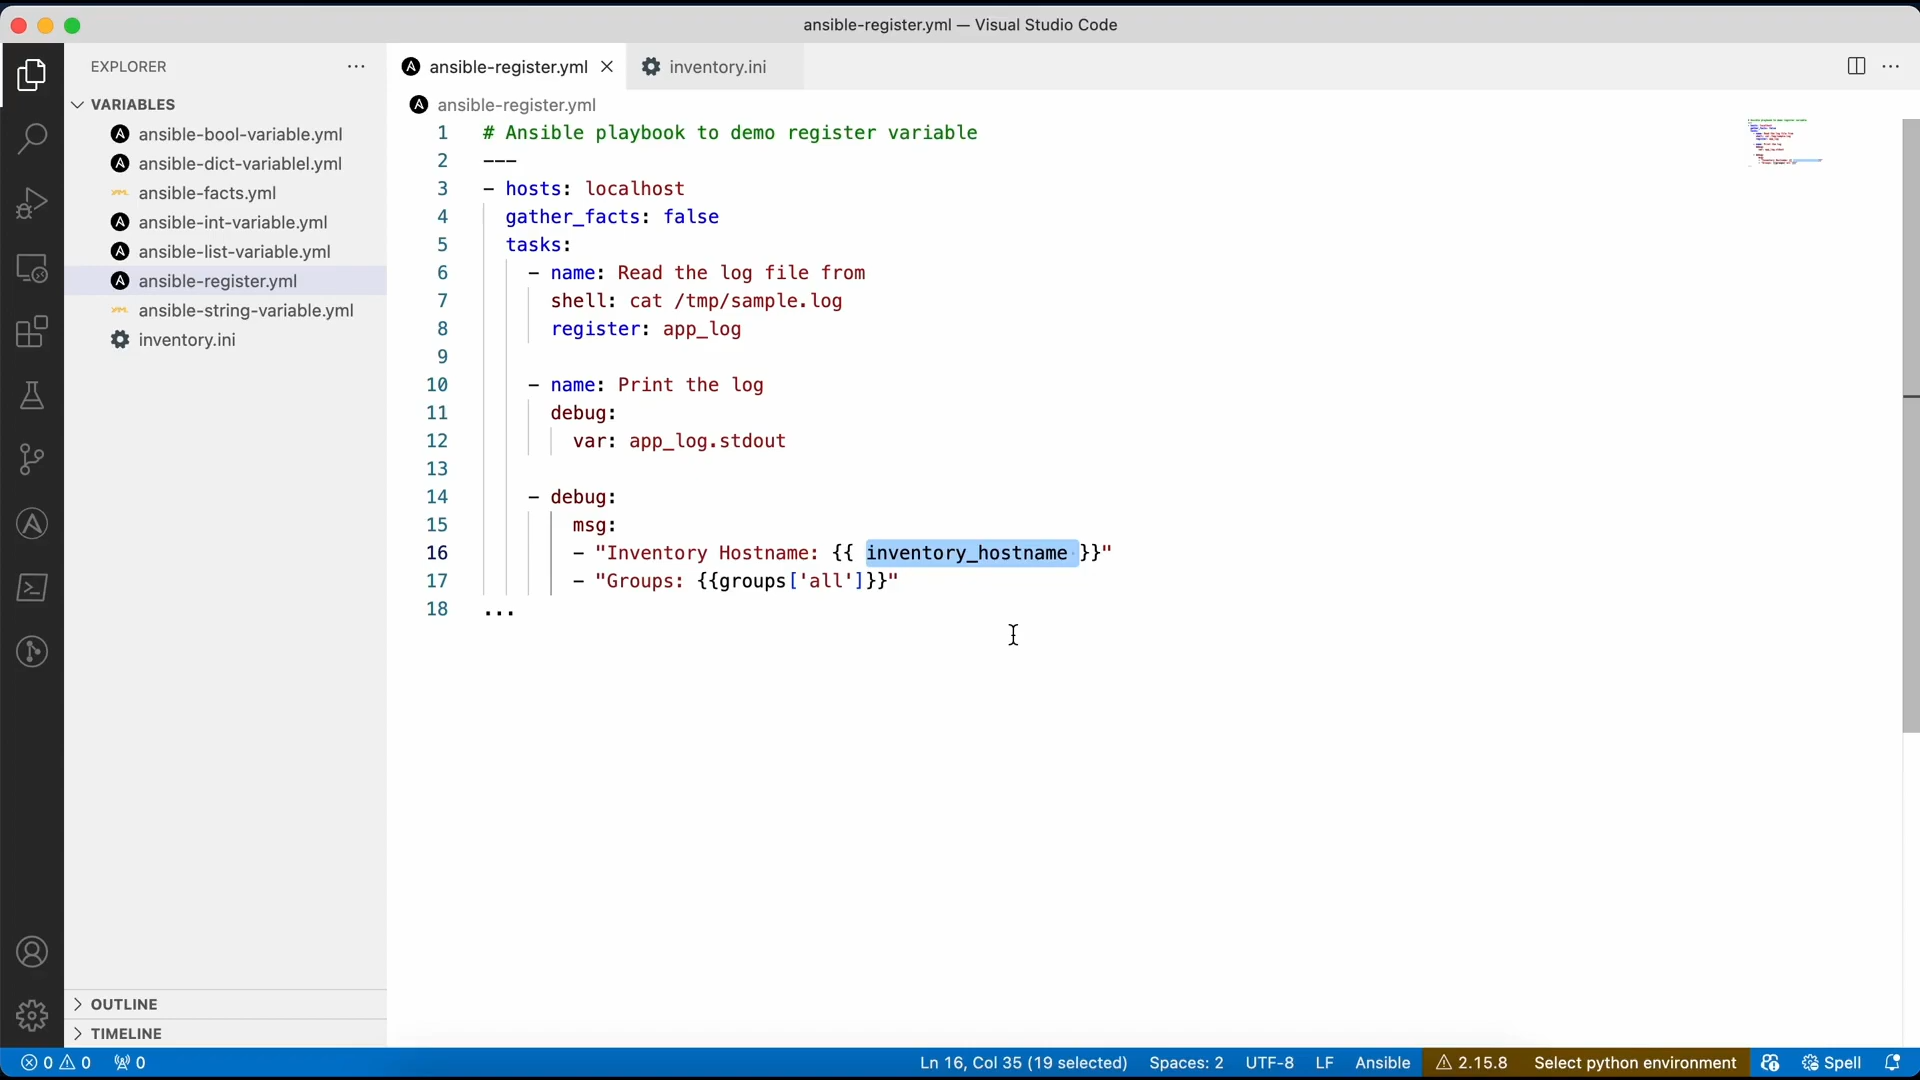 ansible-register.yml — Visual Studio Code
EXPLORER
ansible-register.yml
inventory.ini
VARIABLES
ansible-bool-variable.yml
ansible-dict-variablel.yml
ansible-facts.yml
ansible-int-variable.yml
ansible-list-variable.yml
ansible-register.yml
ansible-string-variable.yml
inventory.ini
OUTLINE
TIMELINE
ansible-register.yml
1 # Ansible playbook to demo register variable
2 ---
3 - hosts: localhost
4 gather_facts: false
5 tasks:
6 - name: Read the log file from
7 shell: cat /tmp/sample.log
8 register: app_log
9
10 - name: Print the log
11 debug:
12 var: app_log.stdout
13
14 - debug:
15 msg:
16 - "Inventory Hostname: {{ inventory_hostname }}"
17 - "Groups: {{groups['all']}}"
18 ...
0 0 0 Ln 16, Col 35 (19 selected) Spaces: 2 UTF-8 LF Ansible 2.15.8 Select python environment Spell